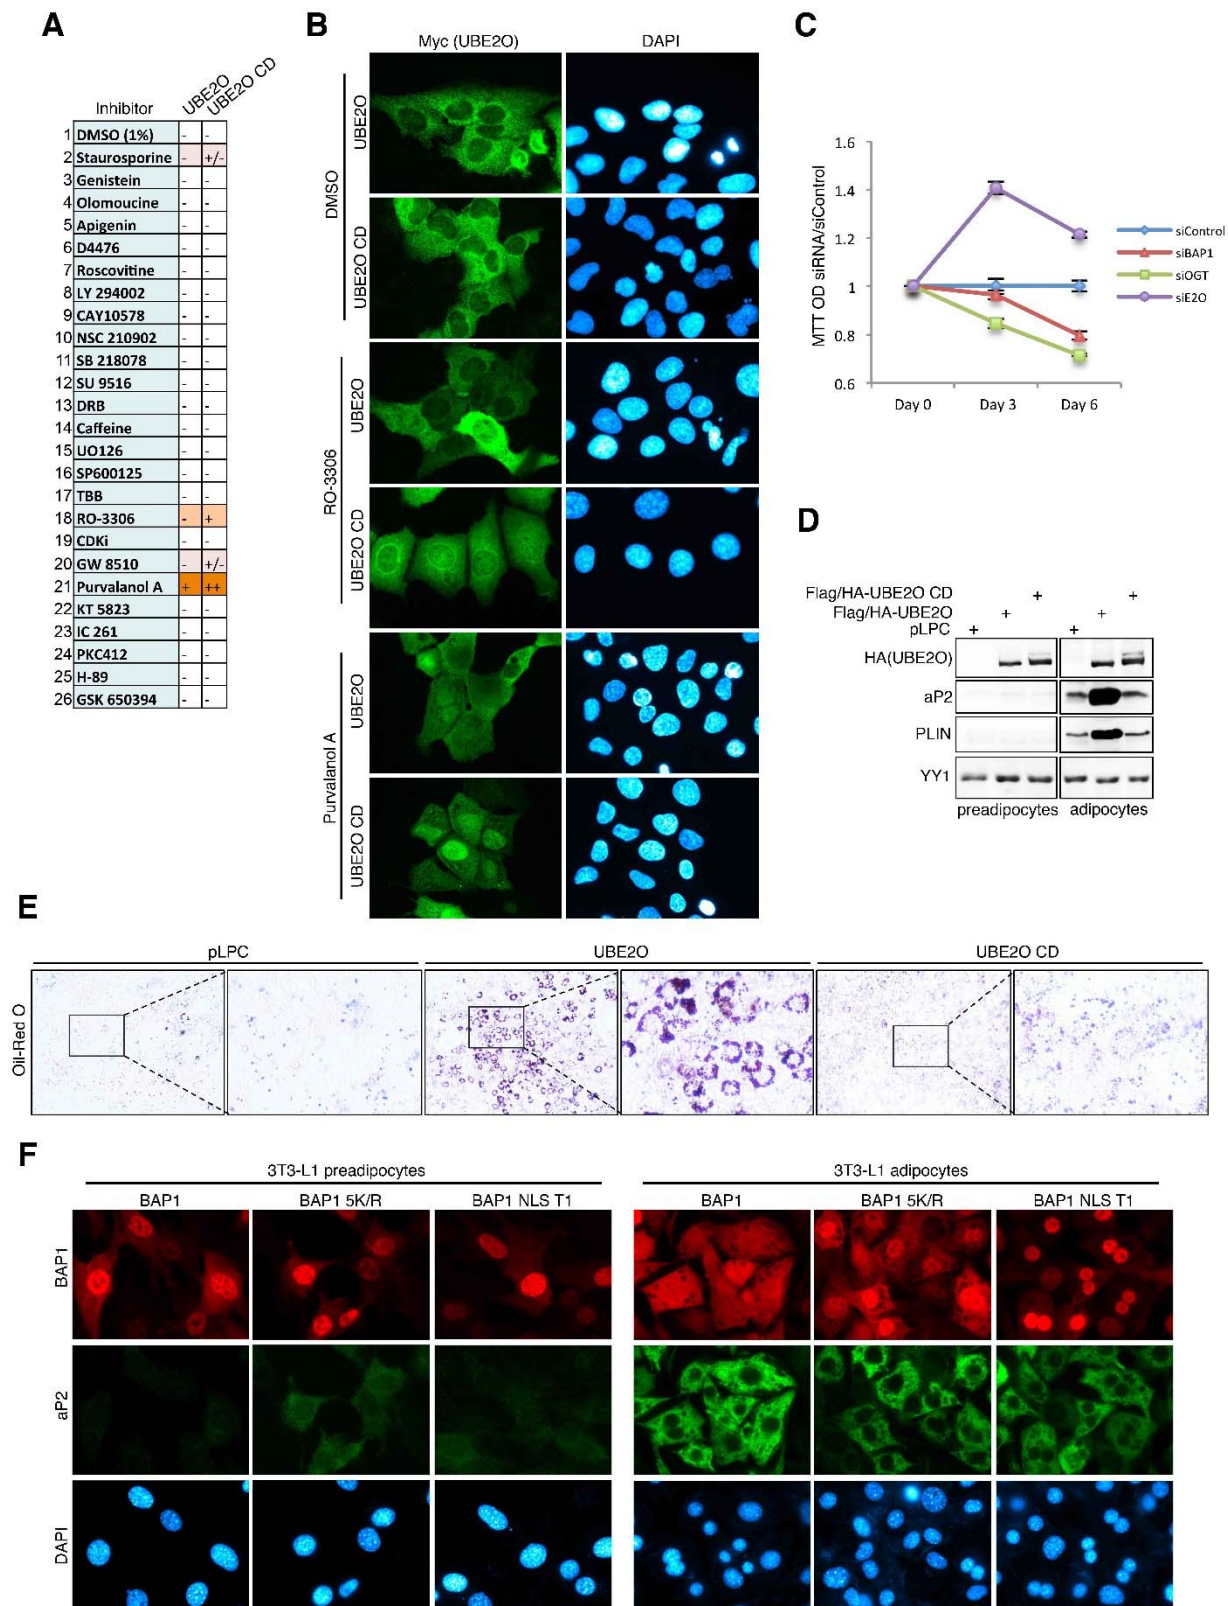 A
Inhibitor UBE2O UBE2O CD
1 DMSO (1%) - -
2 Staurosporine - +/-
3 Genistein - -
4 Olomoucine - -
5 Apigenin - -
6 D4476 - -
7 Roscovitine - -
8 LY 294002 - -
9 CAY10578 - -
10 NSC 210902 - -
11 SB 218078 - -
12 SU 9516 - -
13 DRB - -
14 Caffeine - -
15 UO126 - -
16 SP600125 - -
17 TBB - -
18 RO-3306 - +
19 CDKi - -
20 GW 8510 - +/-
21 Purvalanol A + ++
22 KT 5823 - -
23 IC 261 - -
24 PKC412 - -
25 H-89 - -
26 GSK 650394 - -
B
Myc (UBE2O) DAPI
DMSO
UBE2O
UBE2O CD
RO-3306
UBE2O
UBE2O CD
Purvalanol A
UBE2O
UBE2O CD
C
MTT OD siRNA/siControl
1.6
1.4
1.2
1
0.8
0.6
Day 0 Day 3 Day 6
siControl
siBAP1
siOGT
siE2O
D
Flag/HA-UBE2O CD + +
Flag/HA-UBE2O + +
pLPC + +
HA(UBE2O)
aP2
PLIN
YY1
preadipocytes adipocytes
E
pLPC UBE2O UBE2O CD
Oil-Red O
F
3T3-L1 preadipocytes 3T3-L1 adipocytes
BAP1 BAP1 5K/R BAP1 NLS T1 BAP1 BAP1 5K/R BAP1 NLS T1
BAP1
aP2
DAPI